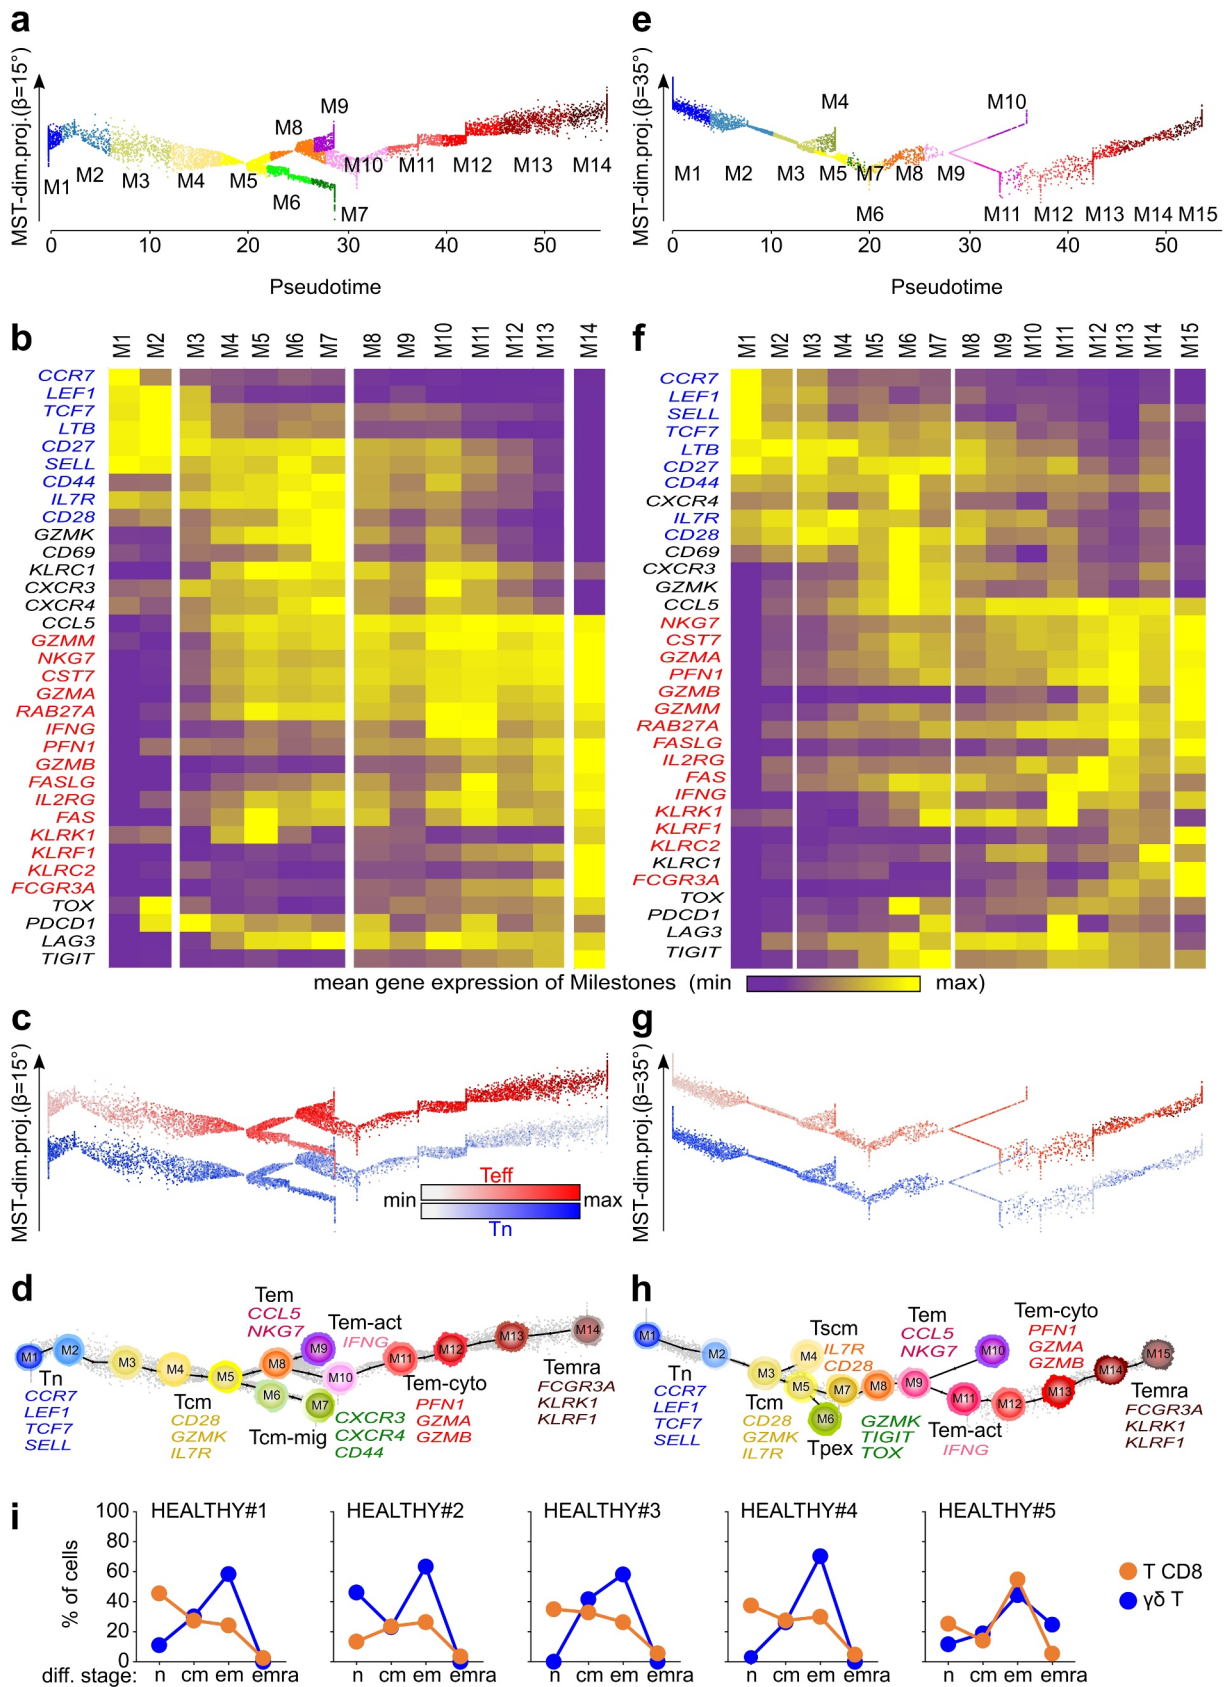 a
MST-dim.proj.(β=15°)
M1
M2
M3
M4
M5
M6
M7
M8
M9
M10
M11
M12
M13
M14
0 10 20 30 40 50
Pseudotime
e
MST-dim.proj.(β=35°)
M1
M2
M3
M4
M5
M6
M7
M8
M9
M10
M11
M12
M13
M14
M15
0 10 20 30 40 50
Pseudotime
b
M1 M2 M3 M4 M5 M6 M7 M8 M9 M10 M11 M12 M13 M14
CCR7
LEF1
TCF7
LTB
CD27
SELL
CD44
IL7R
CD28
GZMK
CD69
KLRC1
CXCR3
CXCR4
CCL5
GZMM
NKG7
CST7
GZMA
RAB27A
IFNG
PFN1
GZMB
FASLG
IL2RG
FAS
KLRK1
KLRF1
KLRC2
FCGR3A
TOX
PDCD1
LAG3
TIGIT
f
M1 M2 M3 M4 M5 M6 M7 M8 M9 M10 M11 M12 M13 M14 M15
CCR7
LEF1
SELL
TCF7
LTB
CD27
CD44
CXCR4
IL7R
CD28
CD69
CXCR3
GZMK
CCL5
NKG7
CST7
GZMA
PFN1
GZMB
GZMM
RAB27A
FASLG
IL2RG
FAS
IFNG
KLRK1
KLRF1
KLRC2
KLRC1
FCGR3A
TOX
PDCD1
LAG3
TIGIT
mean gene expression of Milestones (min max)
c
MST-dim.proj.(β=15°)
Teff
min max
Tn
g
MST-dim.proj.(β=35°)
d
M1
M2
M3
M4
M5
M6
M7
M8
M9
M10
M11
M12
M13
M14
Tn
CCR7
LEF1
TCF7
SELL
Tcm
CD28
GZMK
IL7R
Tem
CCL5
NKG7
Tem-act
IFNG
Tcm-mig
CXCR3
CXCR4
CD44
Tem-cyto
PFN1
GZMA
GZMB
Temra
FCGR3A
KLRK1
KLRF1
h
M1
M2
M3
M4
M5
M6
M7
M8
M9
M10
M11
M12
M13
M14
M15
Tn
CCR7
LEF1
TCF7
SELL
Tscm
IL7R
CD28
Tcm
CD28
GZMK
IL7R
Tpex
GZMK
TIGIT
TOX
Tem
CCL5
NKG7
Tem-act
IFNG
Tem-cyto
PFN1
GZMA
GZMB
Temra
FCGR3A
KLRK1
KLRF1
i
HEALTHY#1 HEALTHY#2 HEALTHY#3 HEALTHY#4 HEALTHY#5
% of cells
100
80
60
40
20
0
T CD8
γδ T
diff. stage: n cm em emra n cm em emra n cm em emra n cm em emra n cm em emra